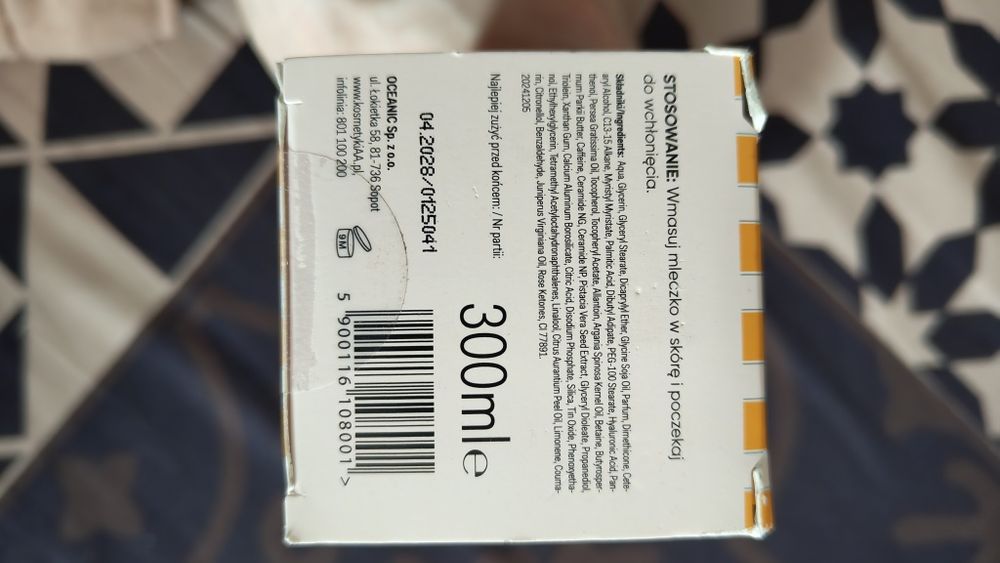 STOSOWANIE: Wmasuj mleczko w skórę i poczekaj
do wchłonięcia.
Składniki/Ingredients: Aqua, Glycerin, Glyceryl Stearate, Dicaprylyl Ether, Glycine Soja Oil, Parfum, Dimethicone, Cete-
aryl Alcohol, C13-15 Alkane, Myristyl Myristate, Palmitic Acid, Dibutyl Adipate, PEG-100 Stearate, Hyaluronic Acid, Pan-
thenol, Persea Gratissima Oil, Tocopherol, Tocopheryl Acetate, Allantoin, Argania Spinosa Kernel Oil, Betaine, Butyrosper-
mum Parkii Butter, Caffeine, Ceramide NG, Ceramide NP, Pistacia Vera Seed Extract, Glyceryl Dioleate, Propanediol,
Triolein, Xanthan Gum, Calcium Aluminum Borosilicate, Citric Acid, Disodium Phosphate, Silica, Tin Oxide, Phenoxyetha-
nol, Ethylhexylglycerin, Tetramethyl Acetyloctahydronaphthalenes, Linalool, Citrus Aurantium Peel Oil, Limonene, Couma-
rin, Citronellol, Benzaldehyde, Juniperus Virginiana Oil, Rose Ketones, CI 77891.
20241205
Najlepiej zużyć przed końcem: / Nr partii:
04.2028/0125041
300ml e
OCEANIC Sp. z o.o.
ul. Łokietka 58, 81-736 Sopot
www.kosmetykiAA.pl
infolinia: 801 100 200
9M
5 900116 108001 >